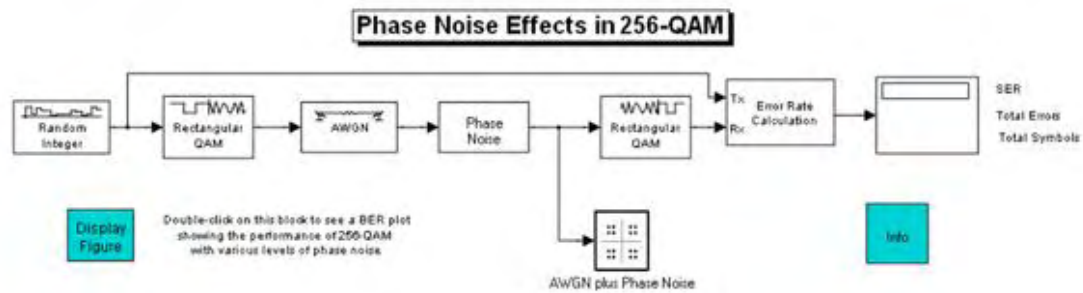 Phase Noise Effects in 256-QAM
Random
Integer
Rectangular
QAM
AWGN
Phase
Noise
Rectangular
QAM
Tx
Rx
Error Rate
Calculation
SER
Total Errors
Total Symbols
Display
Figure
Double-click on this block to see a BER plot
showing the performance of 256-QAM
with various levels of phase noise
AWGN plus Phase Noise
Info